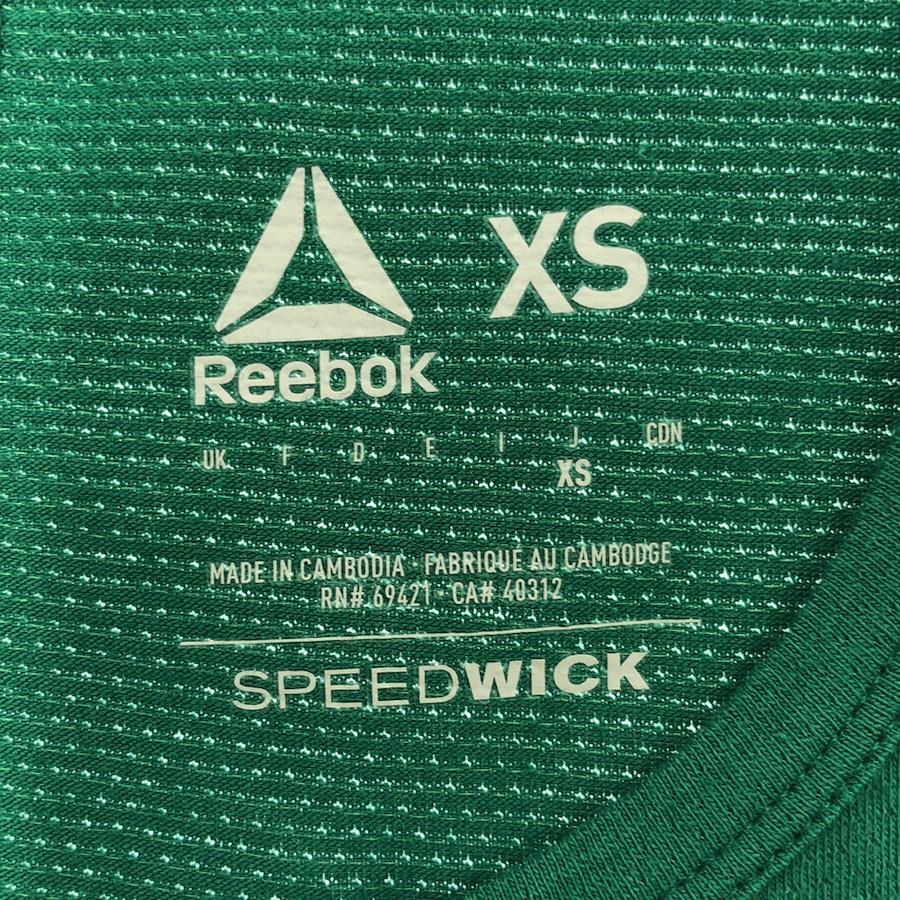 XS
Reebok
UK F D E I J CDN
XS
MADE IN CAMBODIA · FABRIQUÉ AU CAMBODGE
RN# 69421 · CA# 40312
SPEEDWICK